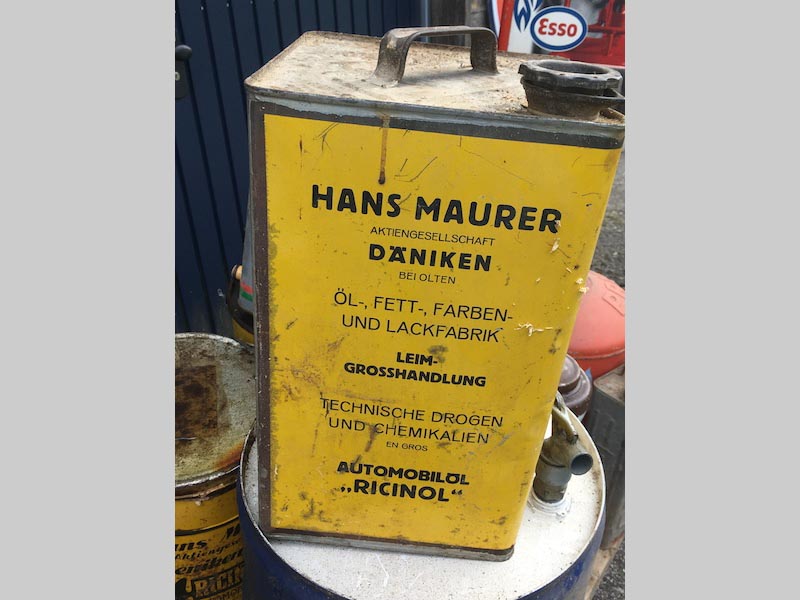 Esso
HANS MAURER
AKTIENGESELLSCHAFT
DÄNIKEN
BEI OLTEN
ÖL-, FETT-, FARBEN-
UND LACKFABRIK
LEIM-
GROSSHANDLUNG
TECHNISCHE DROGEN
UND CHEMIKALIEN
EN GROS
AUTOMOBILÖL
„RICINOL“